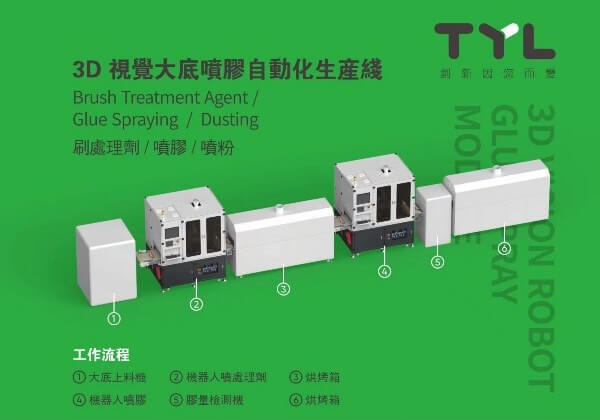 TYL
創新因您而變
3D 視覺大底噴膠自動化生產綫
Brush Treatment Agent /
Glue Spraying / Dusting
刷處理劑 / 噴膠 / 噴粉
3D VISION ROBOT
GLUE SPRAY
①
②
③
④
⑤
⑥
工作流程
① 大底上料機 ② 機器人噴處理劑 ③ 烘烤箱
④ 機器人噴膠 ⑤ 膠量檢測機 ⑥ 烘烤箱